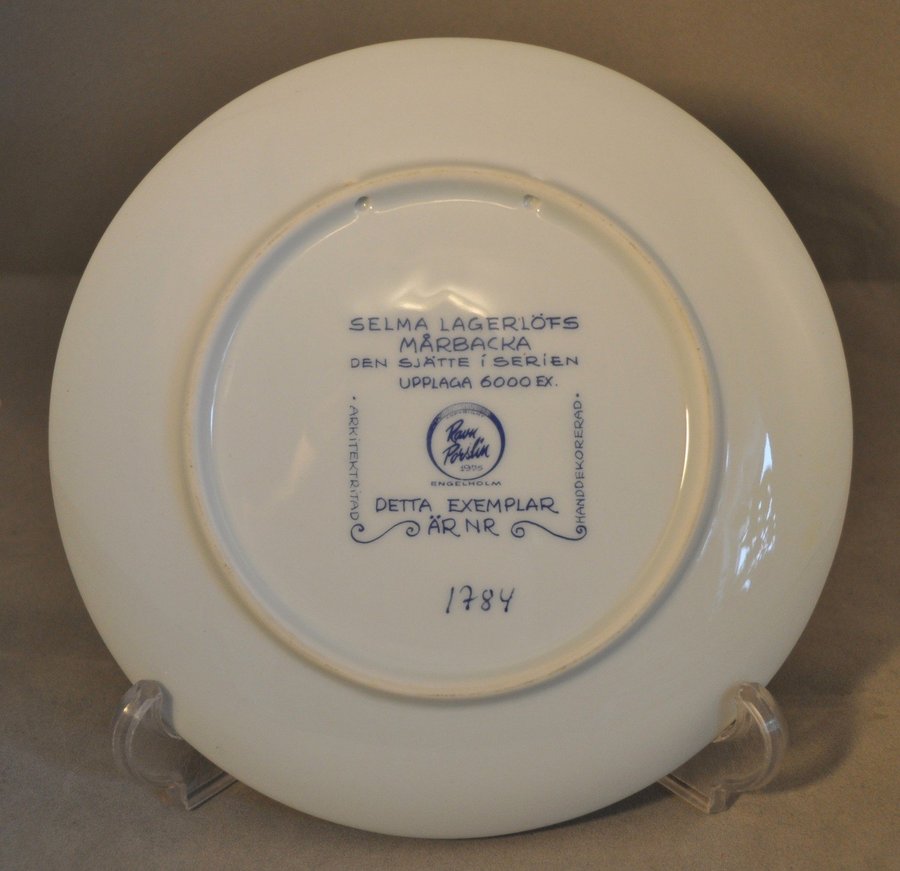 SELMA LAGERLÖFS
MÅRBACKA
DEN SJÄTTE I SERIEN
UPPLAGA 6000 EX.
• ARKITEKTRITAD
Ravn
Porslin
1975
ENGELHOLM
HANDDEKORERAD •
DETTA EXEMPLAR
ÄR NR
1784